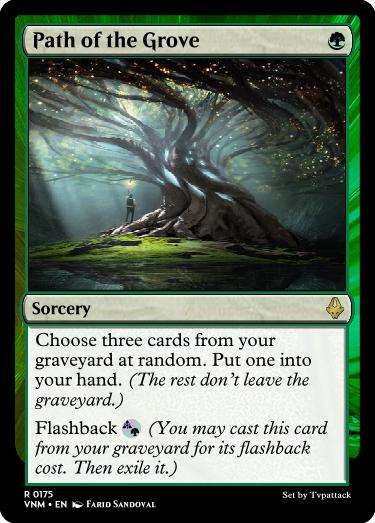 Path of the Grove
Sorcery
Choose three cards from your
graveyard at random. Put one into
your hand. (The rest don't leave the
graveyard.)
Flashback (You may cast this card
from your graveyard for its flashback
cost. Then exile it.)
R 0175
VNM • EN Farid Sandoval
Set by Tvpattack